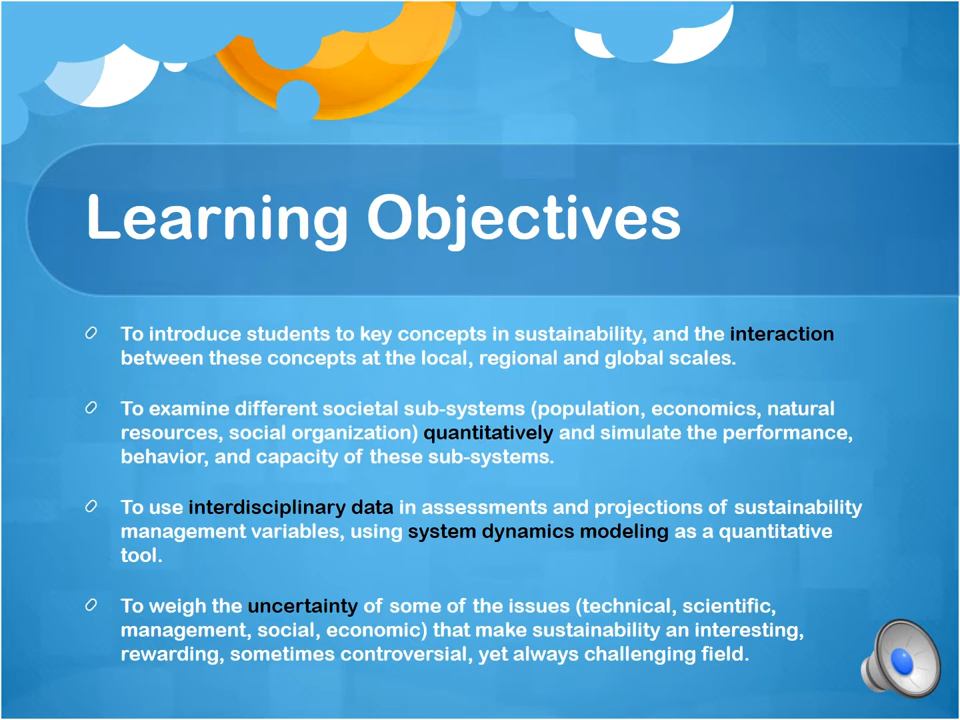 Learning Objectives
To introduce students to key concepts in sustainability, and the interaction
between these concepts at the local, regional and global scales.
To examine different societal sub-systems (population, economics, natural
resources, social organization) quantitatively and simulate the performance,
behavior, and capacity of these sub-systems.
To use interdisciplinary data in assessments and projections of sustainability
management variables, using system dynamics modeling as a quantitative
tool.
To weigh the uncertainty of some of the issues (technical, scientific,
management, social, economic) that make sustainability an interesting,
rewarding, sometimes controversial, yet always challenging field.